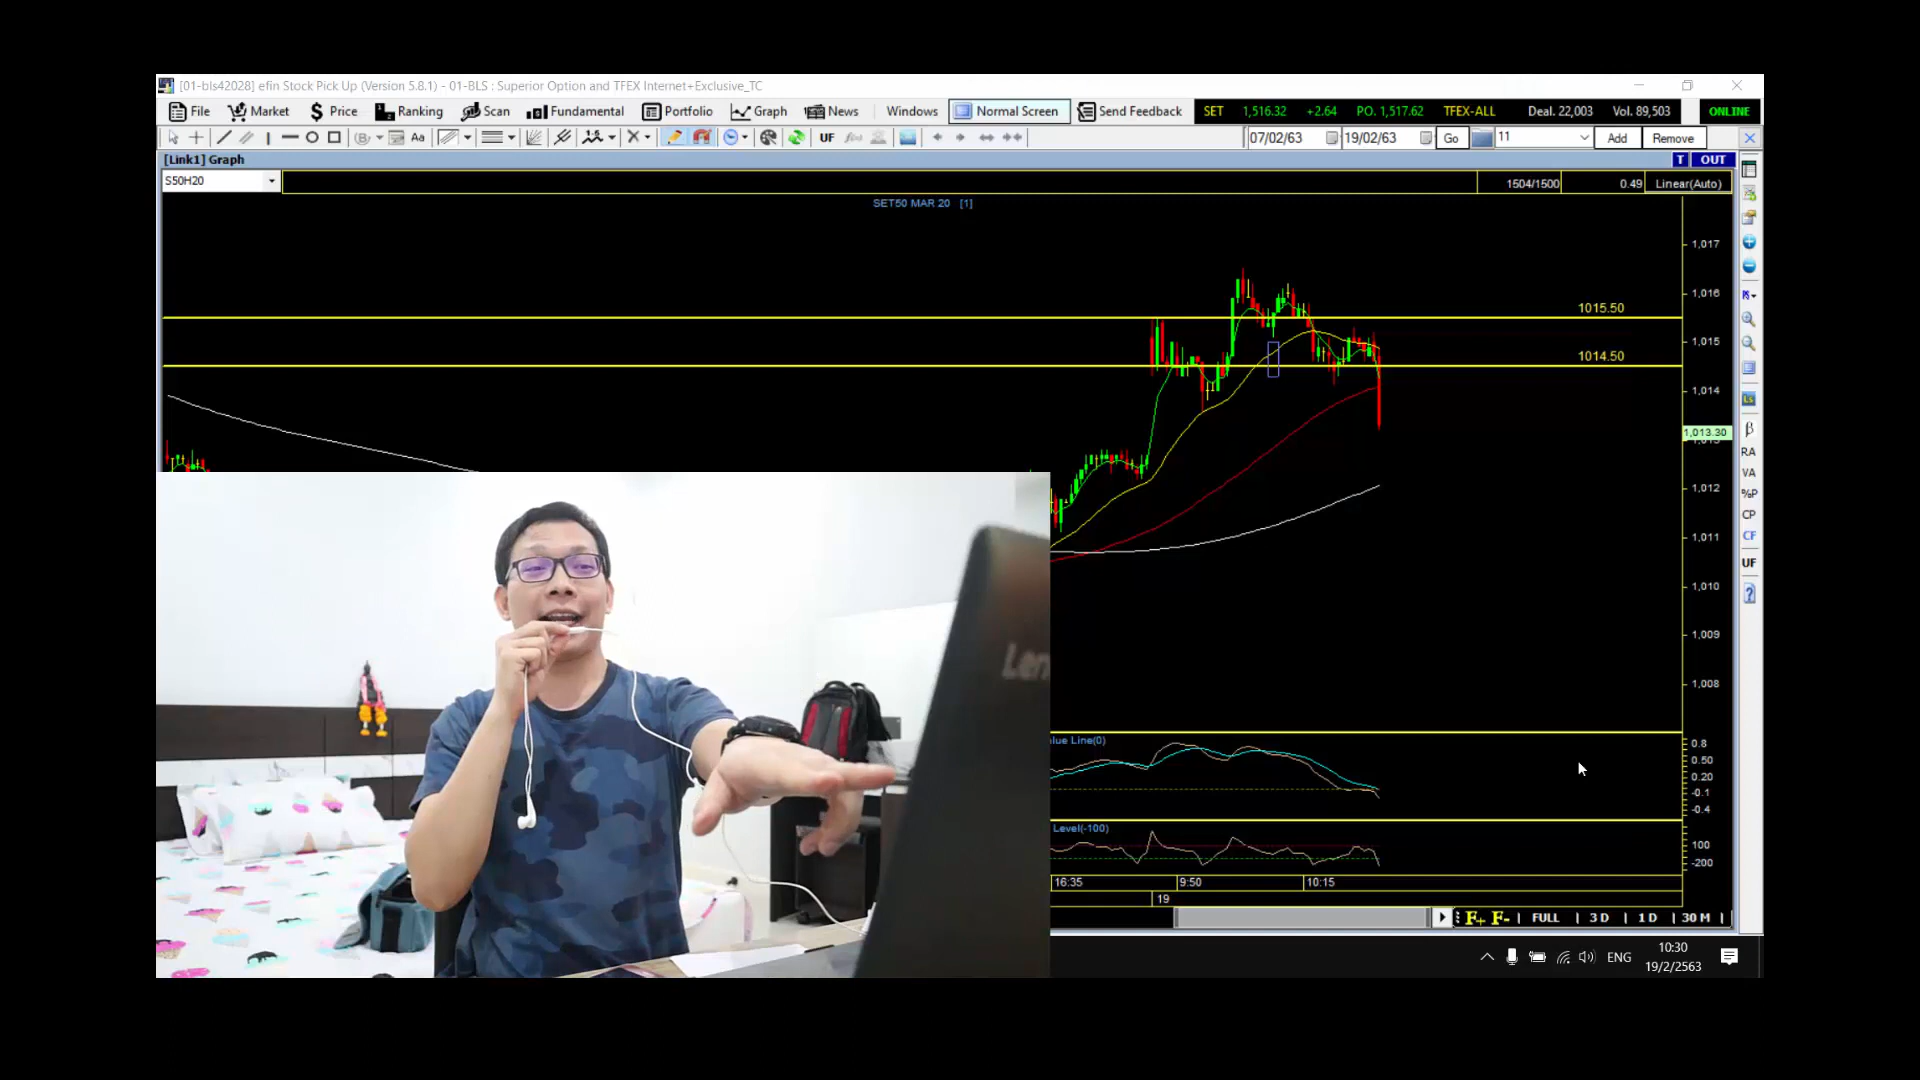 [01-bls42028] efin Stock Pick Up (Version 5.8.1) - 01-BLS : Superior Option and TFEX Internet+Exclusive_TC
File Market Price Ranking Scan Fundamental Portfolio Graph News Windows Normal Screen Send Feedback SET 1,516.32 +2.64 PO. 1,517.62 TFEX-ALL Deal. 22,003 Vol. 89,503 ONLINE
Aa UF 07/02/63 19/02/63 Go 11 Add Remove
[Link1] Graph T OUT
S50H20 1504/1500 0.49 Linear(Auto)
SET50 MAR 20 [1]
1,017
1,016
1015.50
1,015
1014.50
1,014
1,013.30
1,012
1,011
1,010
1,009
1,008
β
RA
VA
%P
CP
CF
UF
?
Len
lue Line(0)
0.8
0.50
0.20
-0.1
-0.4
Level(-100)
100
-200
16:35 9:50 10:15
19
F+ F- | FULL | 3 D | 1 D | 30 M |
ENG
10:30
19/2/2563